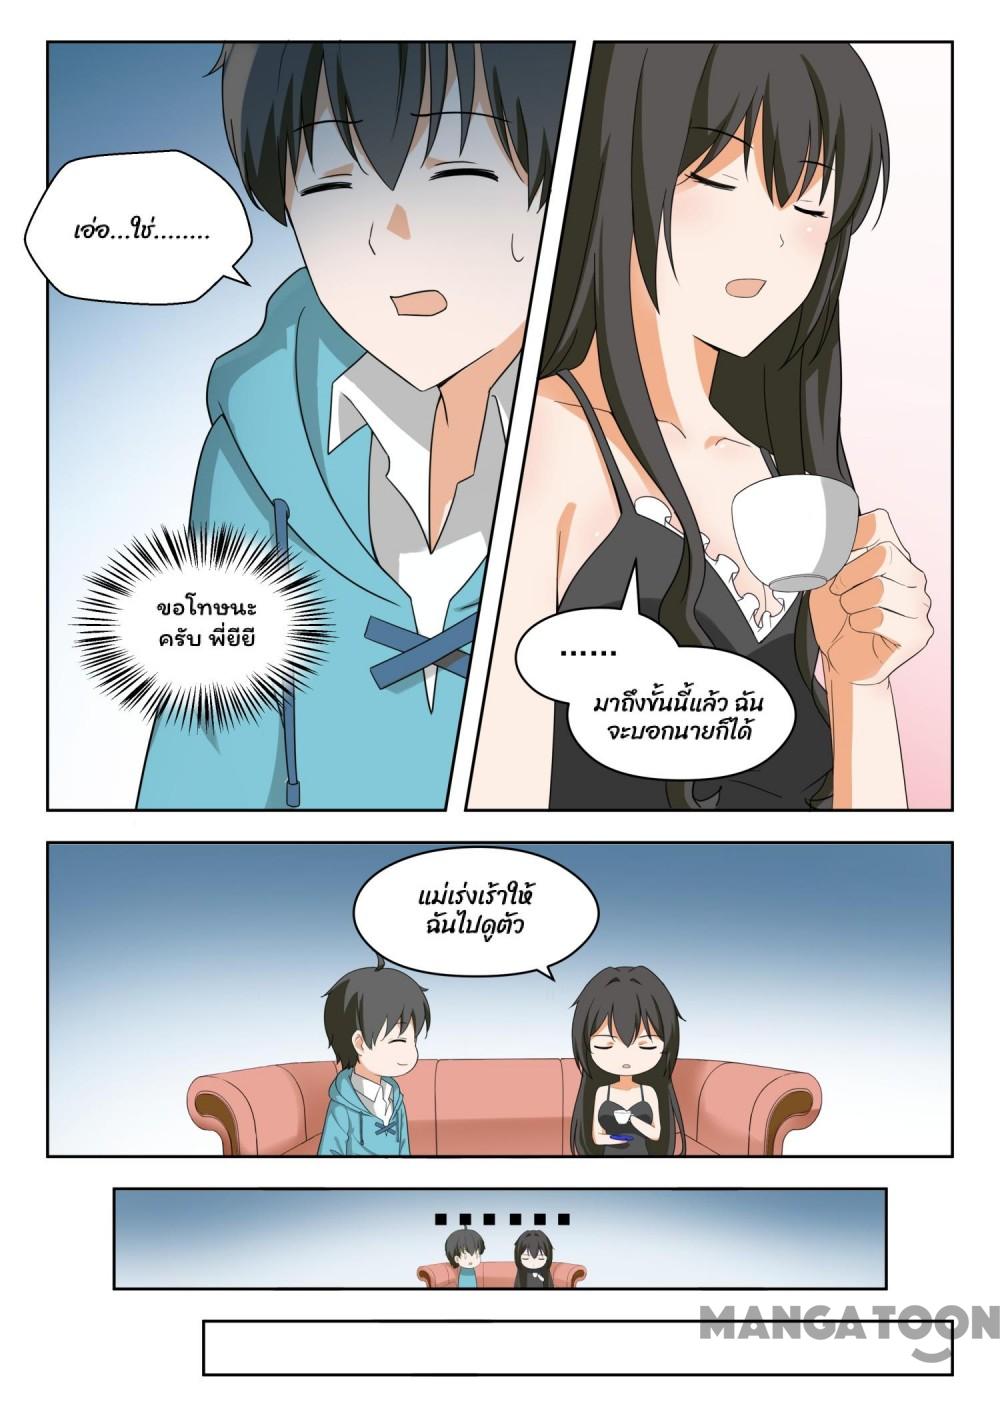 เอ่อ...ใช่........
ขอโทษนะ
ครับ พี่ยียี
......
มาถึงขั้นนี้แล้ว ฉัน
จะบอกนายก็ได้
แม่เร่งเร้าให้
ฉันไปดูตัว
......
MANGATOON